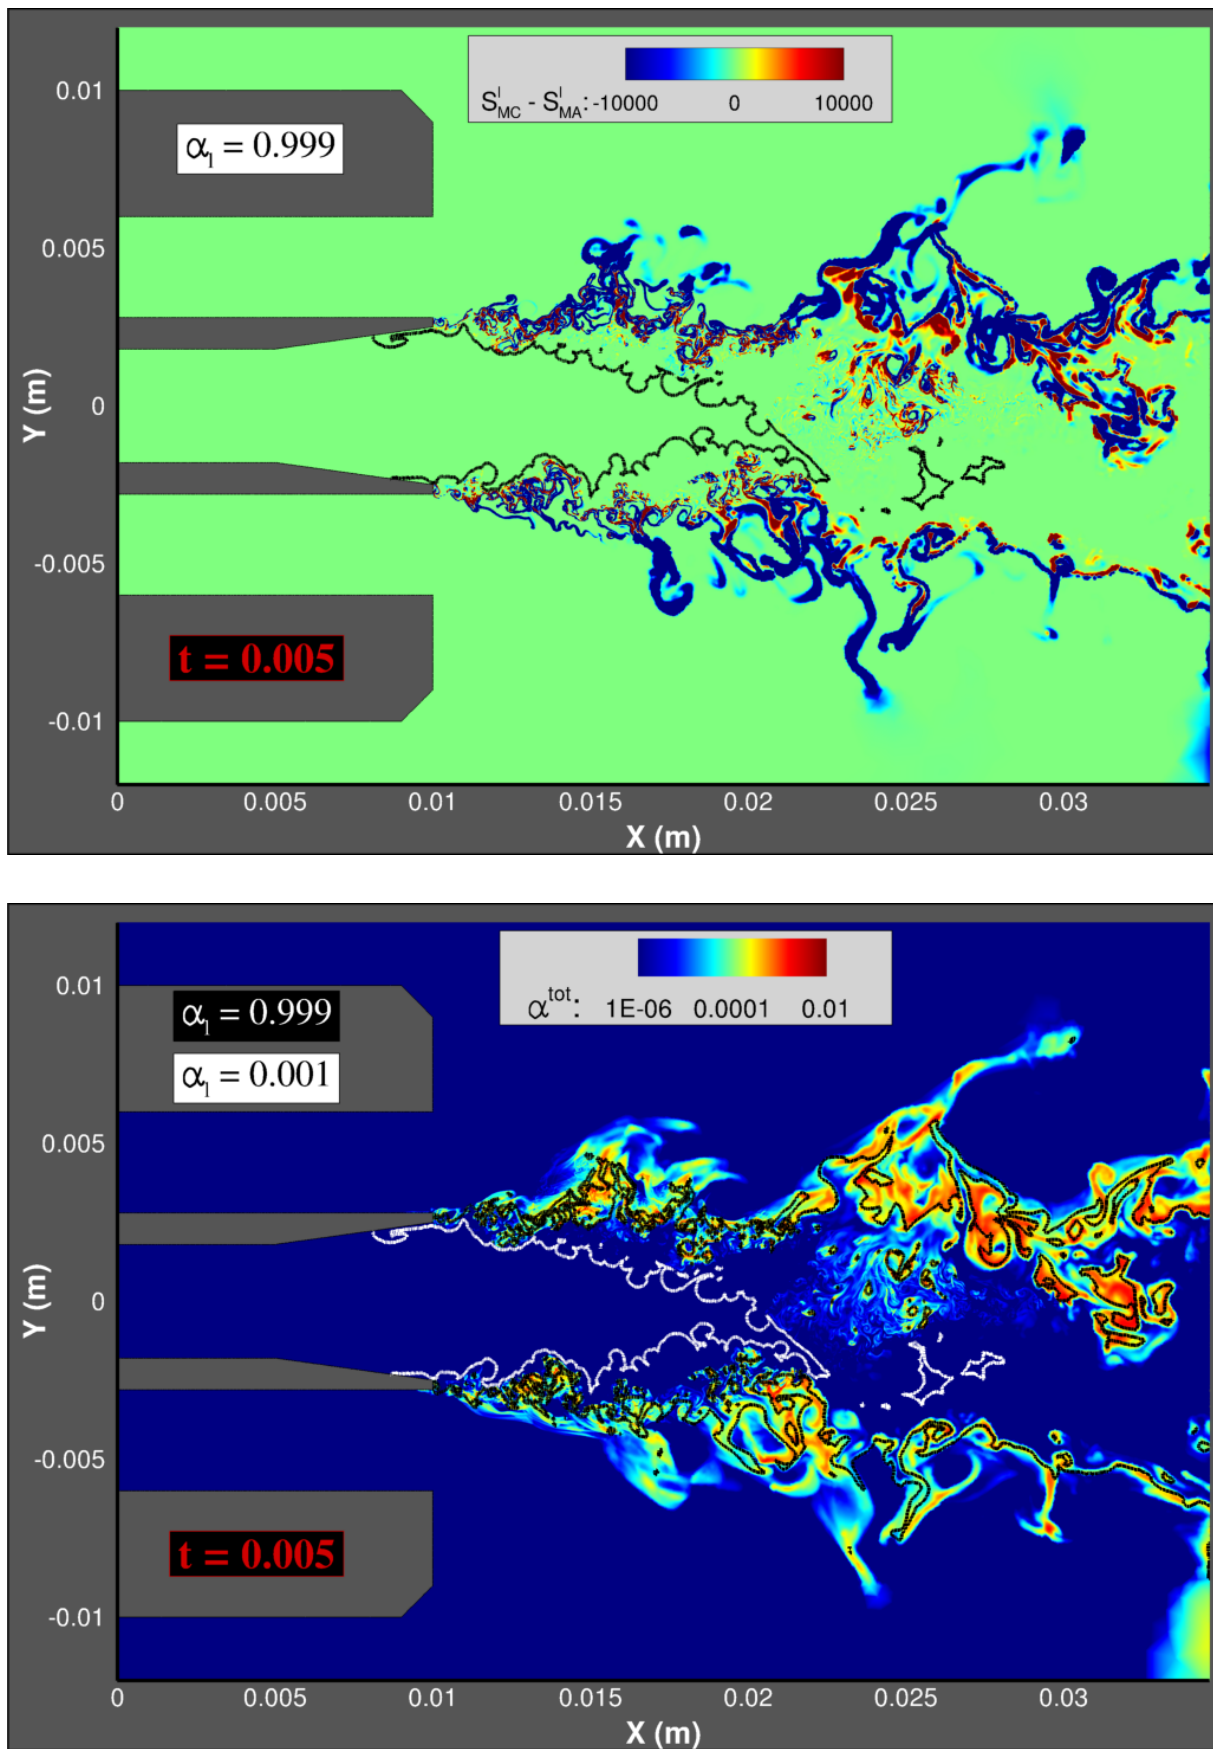 S^l_MC - S^l_MA: -10000 0 10000
0.01
α_l = 0.999
0.005
0
-0.005
t = 0.005
-0.01
Y (m)
0 0.005 0.01 0.015 0.02 0.025 0.03
X (m)
α^tot: 1E-06 0.0001 0.01
0.01
α_l = 0.999
α_l = 0.001
0.005
0
-0.005
t = 0.005
-0.01
Y (m)
0 0.005 0.01 0.015 0.02 0.025 0.03
X (m)